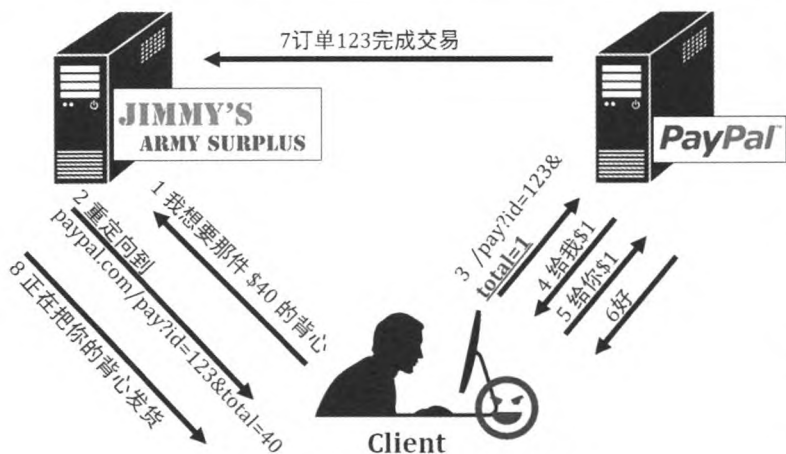 7订单123完成交易
JIMMY'S
ARMY SURPLUS
PayPal™
1 我想要那件 $40 的背心
2 重定向到
paypal.com/pay?id=123&total=40
3 /pay?id=123&
total=1
4 给我$1
5 给你$1
6好
8 正在把你的背心发货
Client